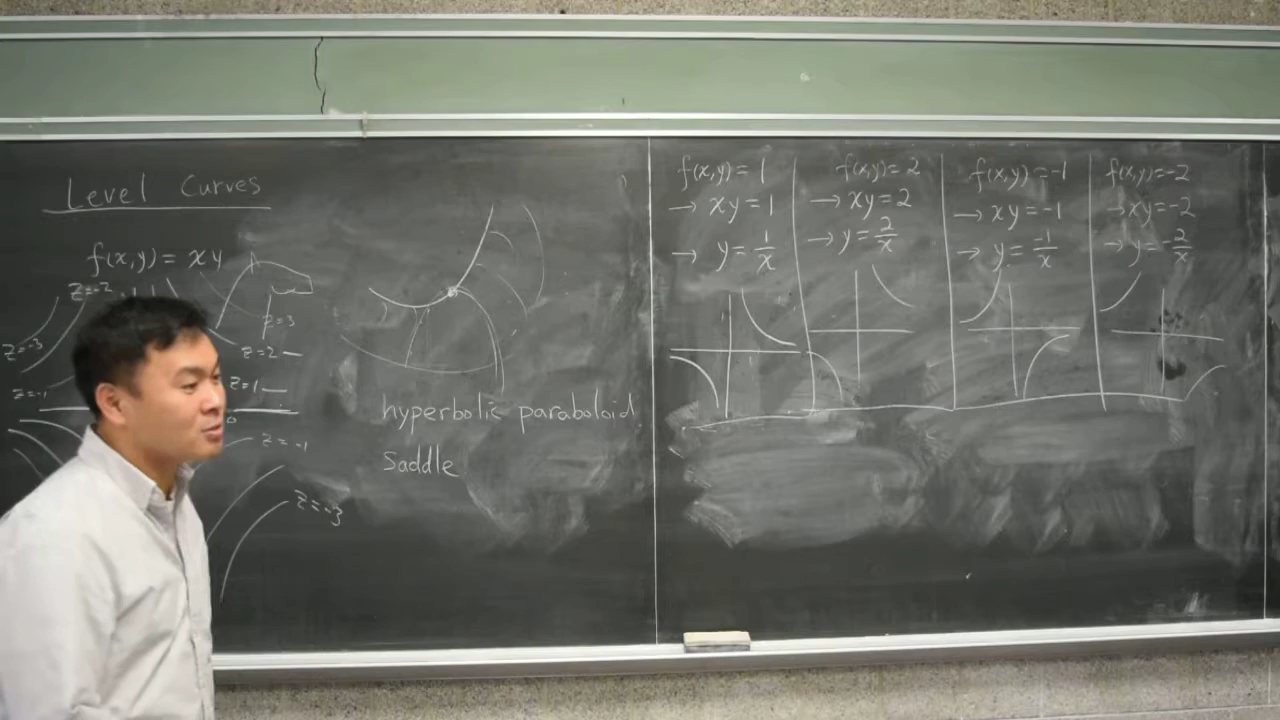 Level Curves
f(x,y) = xy
z=-2
z=-3
z=3
z=2
z=-1
z=1
0
z=-1
z=-3
hyperbolic paraboloid
saddle
f(x,y) = 1
→ xy=1
→ y = 1/x
f(x,y) = 2
→ xy=2
→ y = 2/x
f(x,y) = -1
→ xy=-1
→ y = -1/x
f(x,y) = -2
→ xy=-2
→ y = -2/x